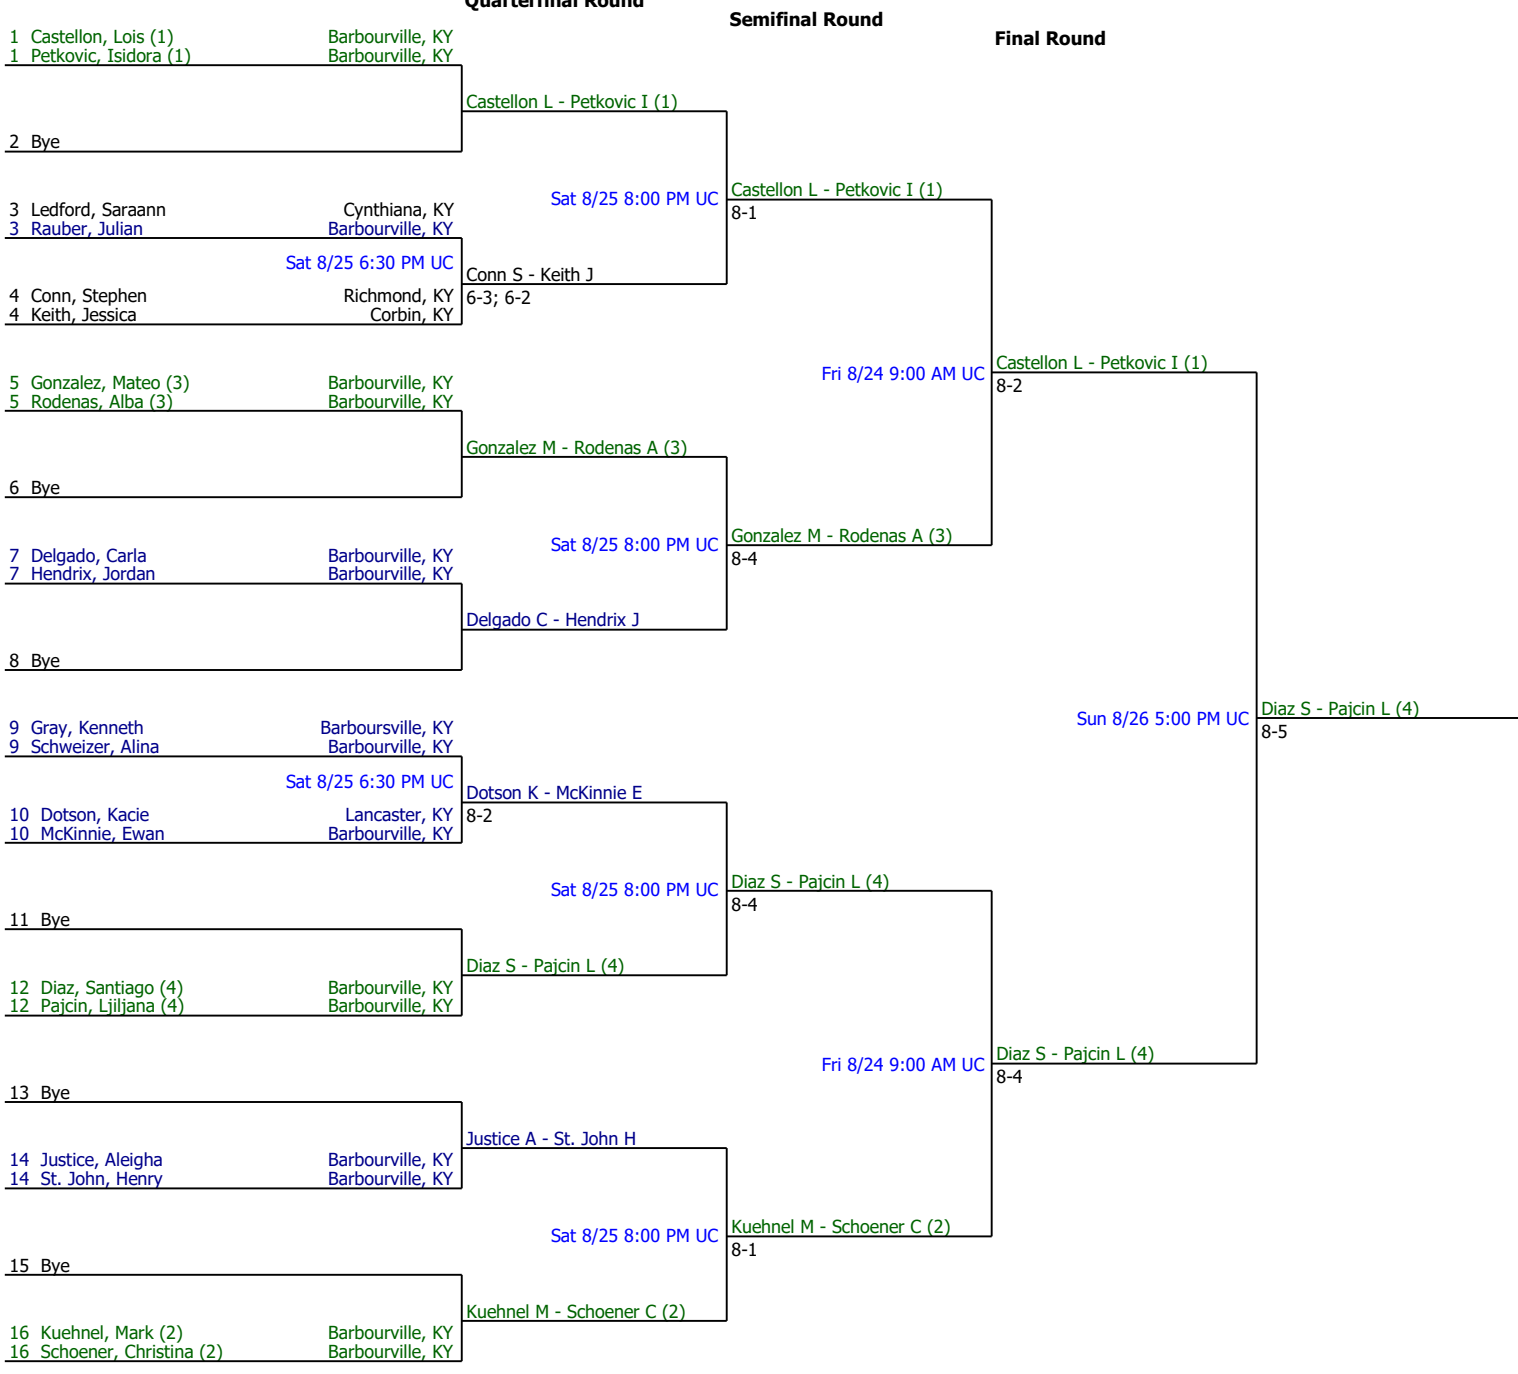 Quarterfinal Round
Semifinal Round
Final Round
1 Castellon, Lois (1) Barbourville, KY
1 Petkovic, Isidora (1) Barbourville, KY
Castellon L - Petkovic I (1)
2 Bye
Sat 8/25 8:00 PM UC
Castellon L - Petkovic I (1)
8-1
3 Ledford, Saraann Cynthiana, KY
3 Rauber, Julian Barbourville, KY
Sat 8/25 6:30 PM UC
Conn S - Keith J
6-3; 6-2
4 Conn, Stephen Richmond, KY
4 Keith, Jessica Corbin, KY
Fri 8/24 9:00 AM UC
Castellon L - Petkovic I (1)
8-2
5 Gonzalez, Mateo (3) Barbourville, KY
5 Rodenas, Alba (3) Barbourville, KY
Gonzalez M - Rodenas A (3)
6 Bye
Sat 8/25 8:00 PM UC
Gonzalez M - Rodenas A (3)
8-4
7 Delgado, Carla Barbourville, KY
7 Hendrix, Jordan Barbourville, KY
Delgado C - Hendrix J
8 Bye
Sun 8/26 5:00 PM UC
Diaz S - Pajcin L (4)
8-5
9 Gray, Kenneth Barboursville, KY
9 Schweizer, Alina Barbourville, KY
Sat 8/25 6:30 PM UC
Dotson K - McKinnie E
8-2
10 Dotson, Kacie Lancaster, KY
10 McKinnie, Ewan Barbourville, KY
Sat 8/25 8:00 PM UC
Diaz S - Pajcin L (4)
8-4
11 Bye
Diaz S - Pajcin L (4)
12 Diaz, Santiago (4) Barbourville, KY
12 Pajcin, Ljiljana (4) Barbourville, KY
Fri 8/24 9:00 AM UC
Diaz S - Pajcin L (4)
8-4
13 Bye
Justice A - St. John H
14 Justice, Aleigha Barbourville, KY
14 St. John, Henry Barbourville, KY
Sat 8/25 8:00 PM UC
Kuehnel M - Schoener C (2)
8-1
15 Bye
Kuehnel M - Schoener C (2)
16 Kuehnel, Mark (2) Barbourville, KY
16 Schoener, Christina (2) Barbourville, KY